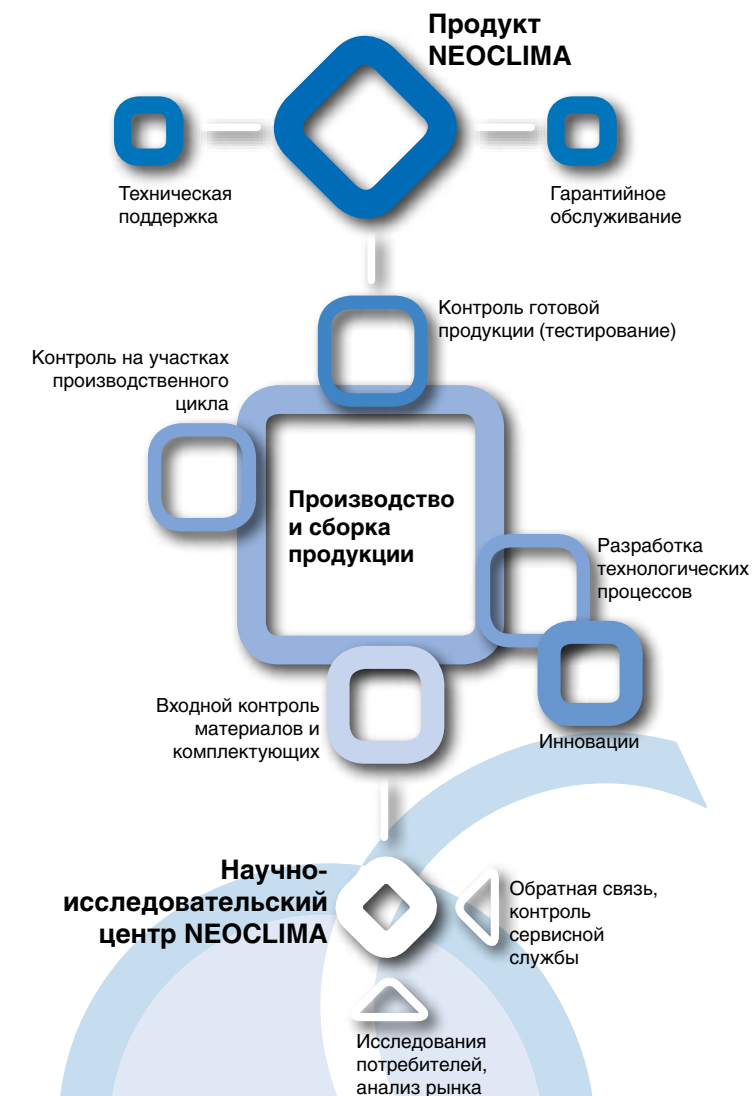 Продукт
NEOCLIMA
Техническая
поддержка
Гарантийное
обслуживание
Контроль готовой
продукции (тестирование)
Контроль на участках
производственного
цикла
Производство
и сборка
продукции
Разработка
технологических
процессов
Инновации
Входной контроль
материалов и
комплектующих
Научно-
исследовательский
центр NEOCLIMA
Обратная связь,
контроль
сервисной
службы
Исследования
потребителей,
анализ рынка